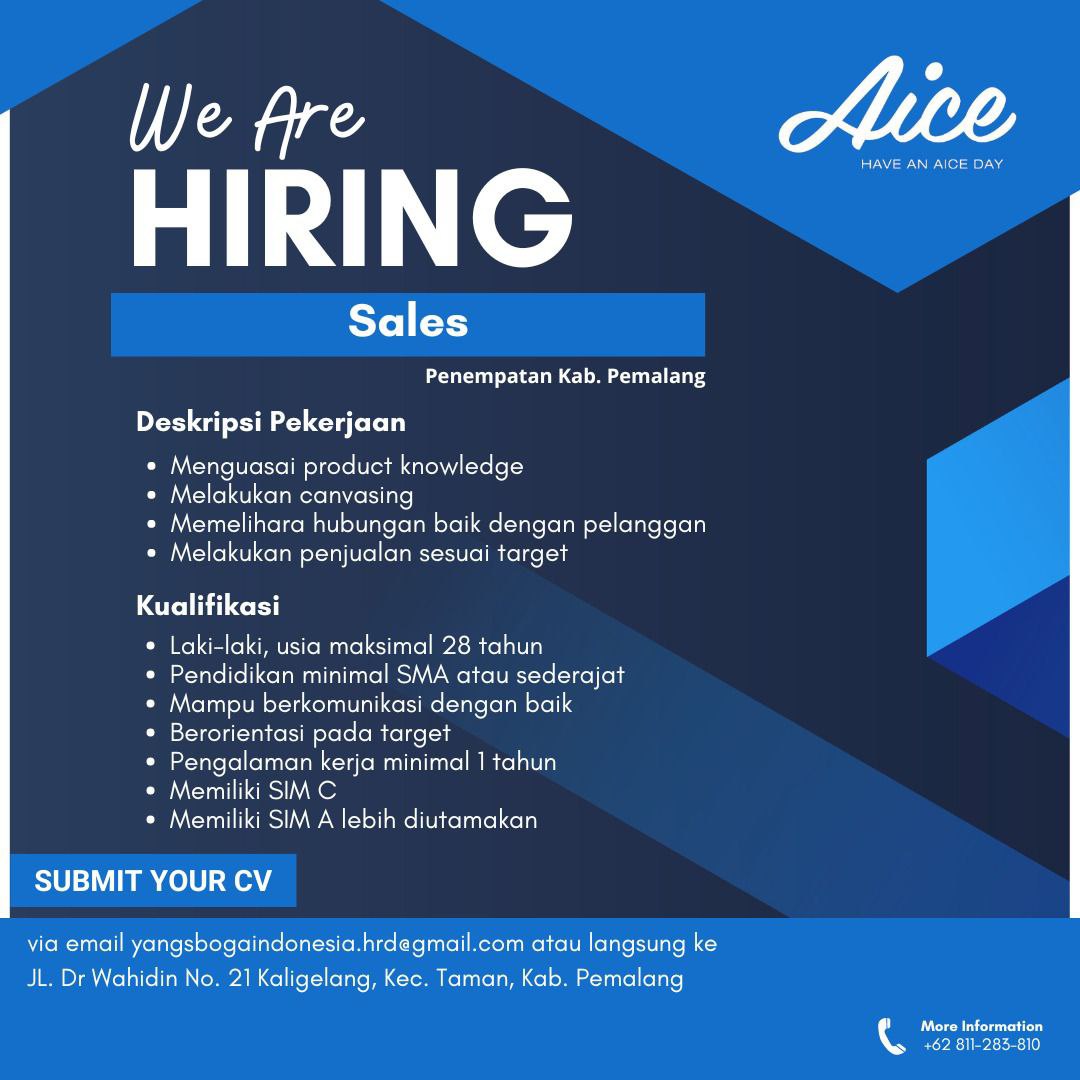 Aice
HAVE AN AICE DAY
We Are
HIRING
Sales
Penempatan Kab. Pemalang
Deskripsi Pekerjaan
• Menguasai product knowledge
• Melakukan canvasing
• Memelihara hubungan baik dengan pelanggan
• Melakukan penjualan sesuai target
Kualifikasi
• Laki-laki, usia maksimal 28 tahun
• Pendidikan minimal SMA atau sederajat
• Mampu berkomunikasi dengan baik
• Berorientasi pada target
• Pengalaman kerja minimal 1 tahun
• Memiliki SIM C
• Memiliki SIM A lebih diutamakan
SUBMIT YOUR CV
via email yangsbogaindonesia.hrd@gmail.com atau langsung ke
JL. Dr Wahidin No. 21 Kaligelang, Kec. Taman, Kab. Pemalang
More Information
+62 811-283-810